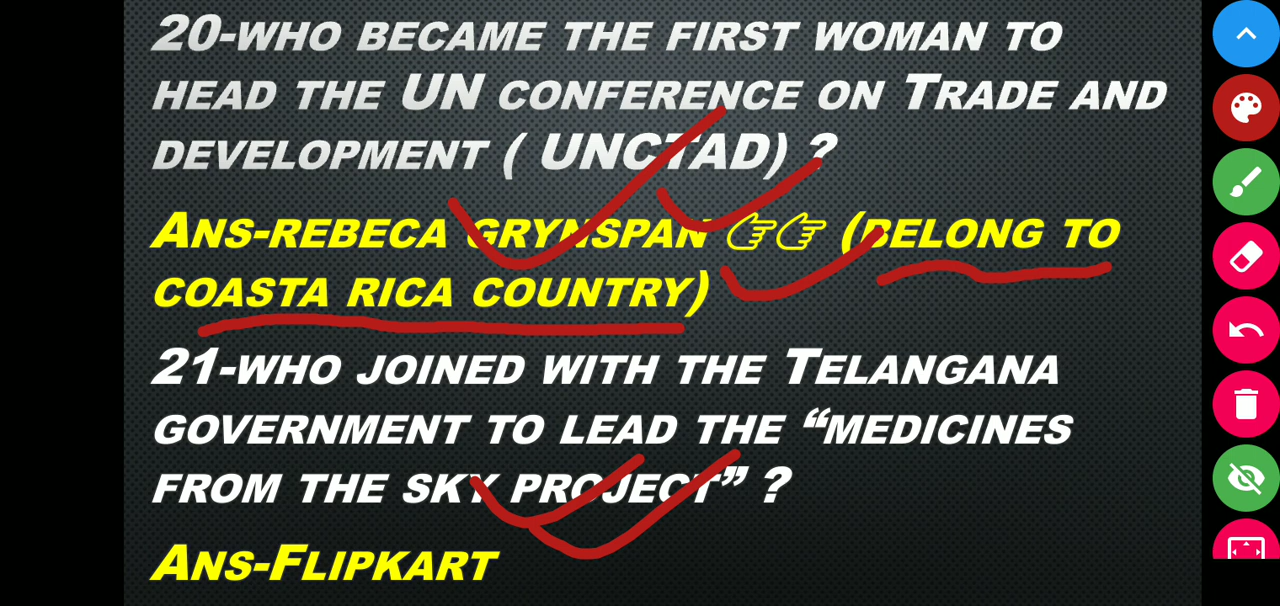 20-WHO BECAME THE FIRST WOMAN TO
HEAD THE UN CONFERENCE ON TRADE AND
DEVELOPMENT ( UNCTAD) ?
ANS-REBECA GRYNSPAN 👉👉 (BELONG TO
COASTA RICA COUNTRY)
21-WHO JOINED WITH THE TELANGANA
GOVERNMENT TO LEAD THE “MEDICINES
FROM THE SKY PROJECT” ?
ANS-FLIPKART